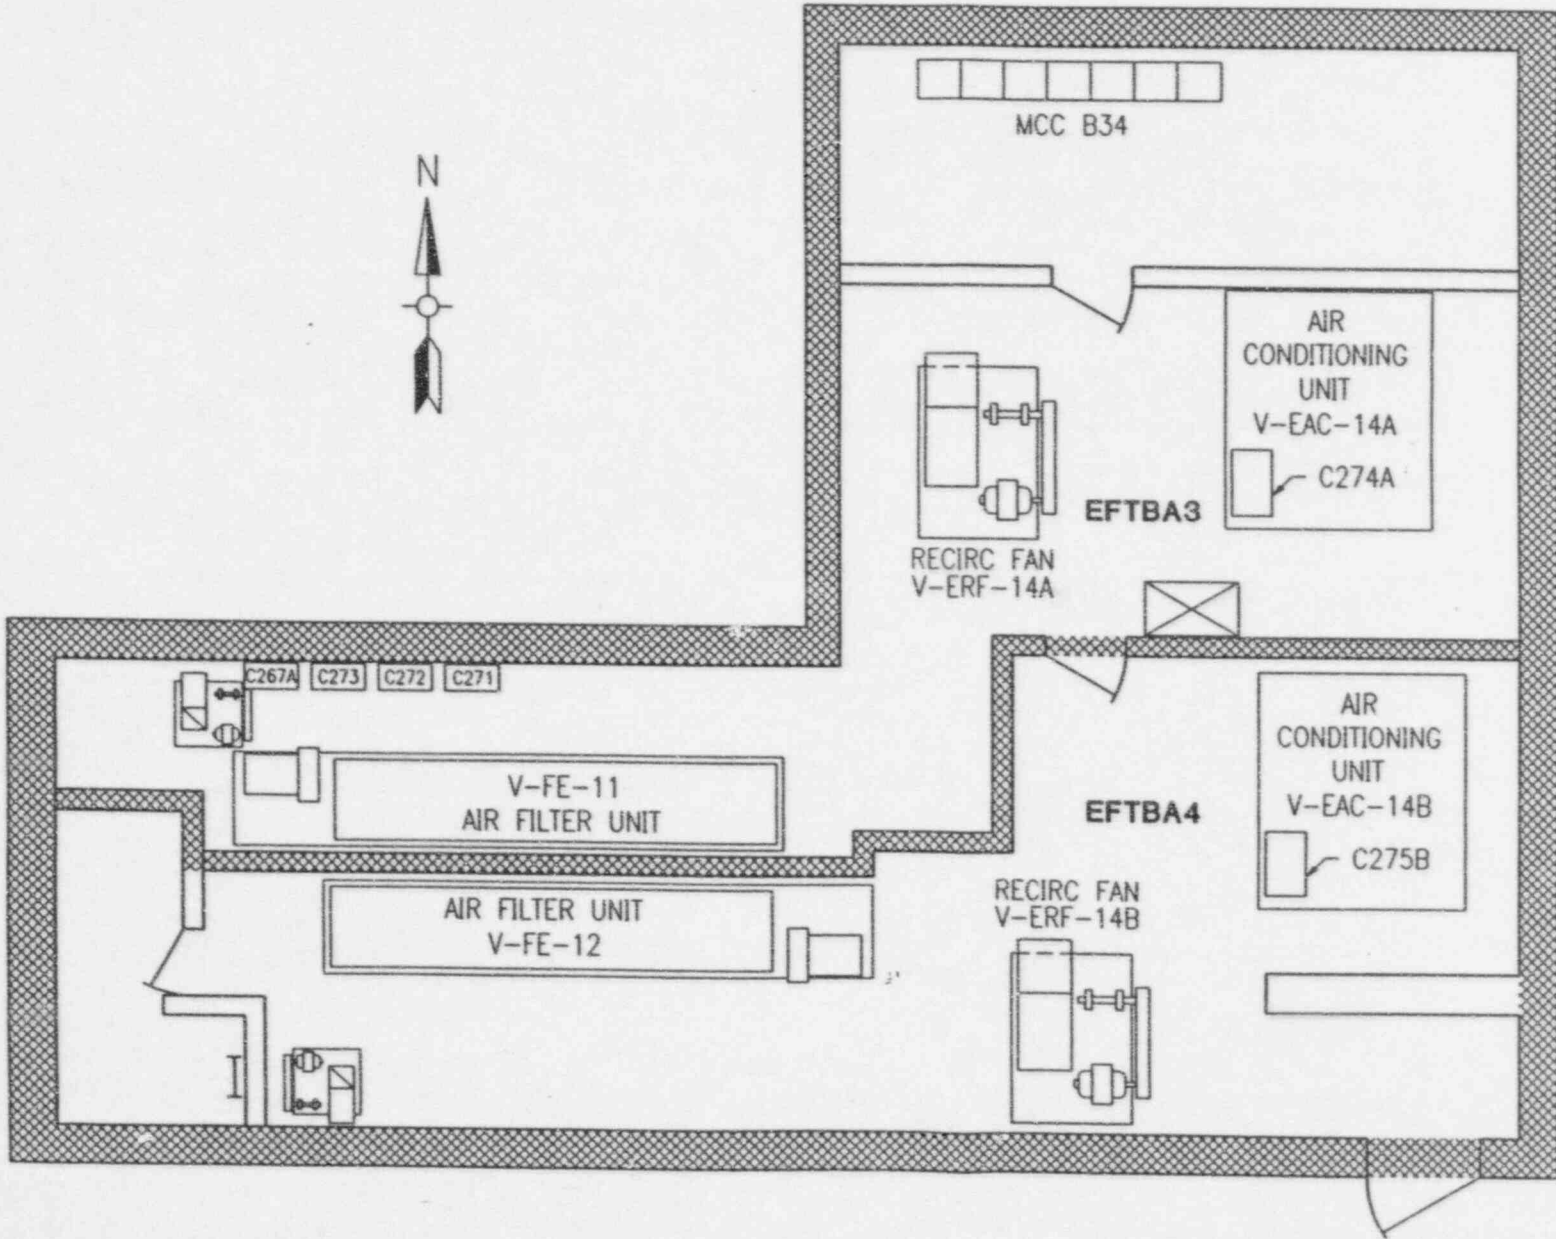 MCC B34
N
AIR
CONDITIONING
UNIT
V-EAC-14A
C274A
EFTBA3
RECIRC FAN
V-ERF-14A
C267A
C273
C272
C271
V-FE-11
AIR FILTER UNIT
AIR
CONDITIONING
UNIT
V-EAC-14B
C275B
EFTBA4
RECIRC FAN
V-ERF-14B
AIR FILTER UNIT
V-FE-12